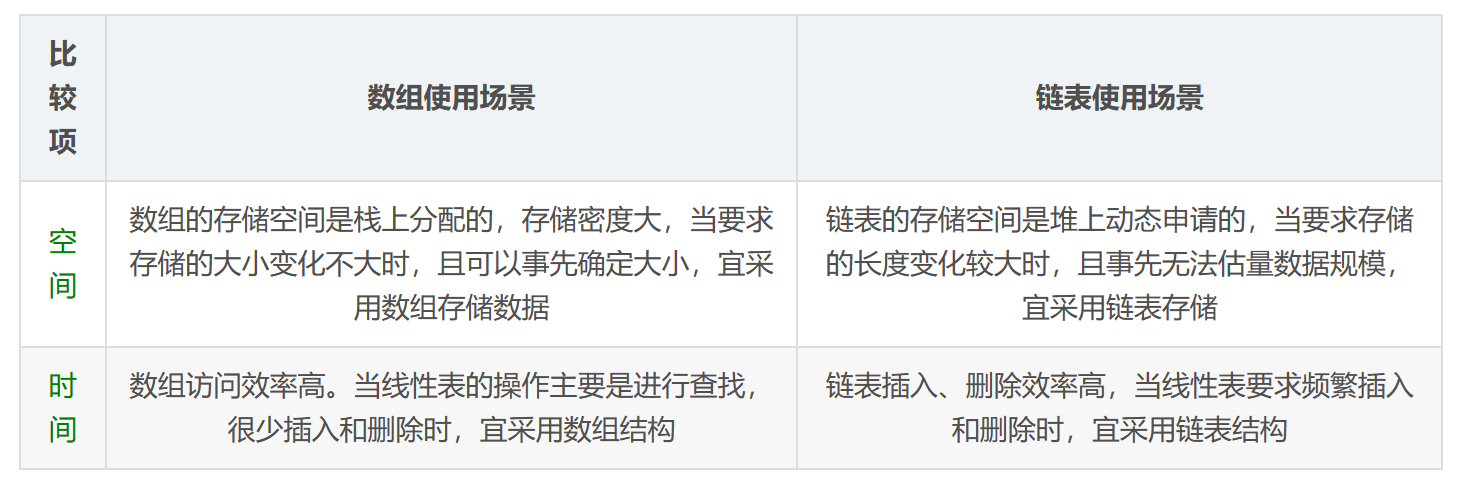 比
较
项
数组使用场景
链表使用场景
空
间
数组的存储空间是栈上分配的，存储密度大，当要求
存储的大小变化不大时，且可以事先确定大小，宜采
用数组存储数据
链表的存储空间是堆上动态申请的，当要求存储
的长度变化较大时，且事先无法估量数据规模，
宜采用链表存储
时
间
数组访问效率高。当线性表的操作主要是进行查找，
很少插入和删除时，宜采用数组结构
链表插入、删除效率高，当线性表要求频繁插入
和删除时，宜采用链表结构